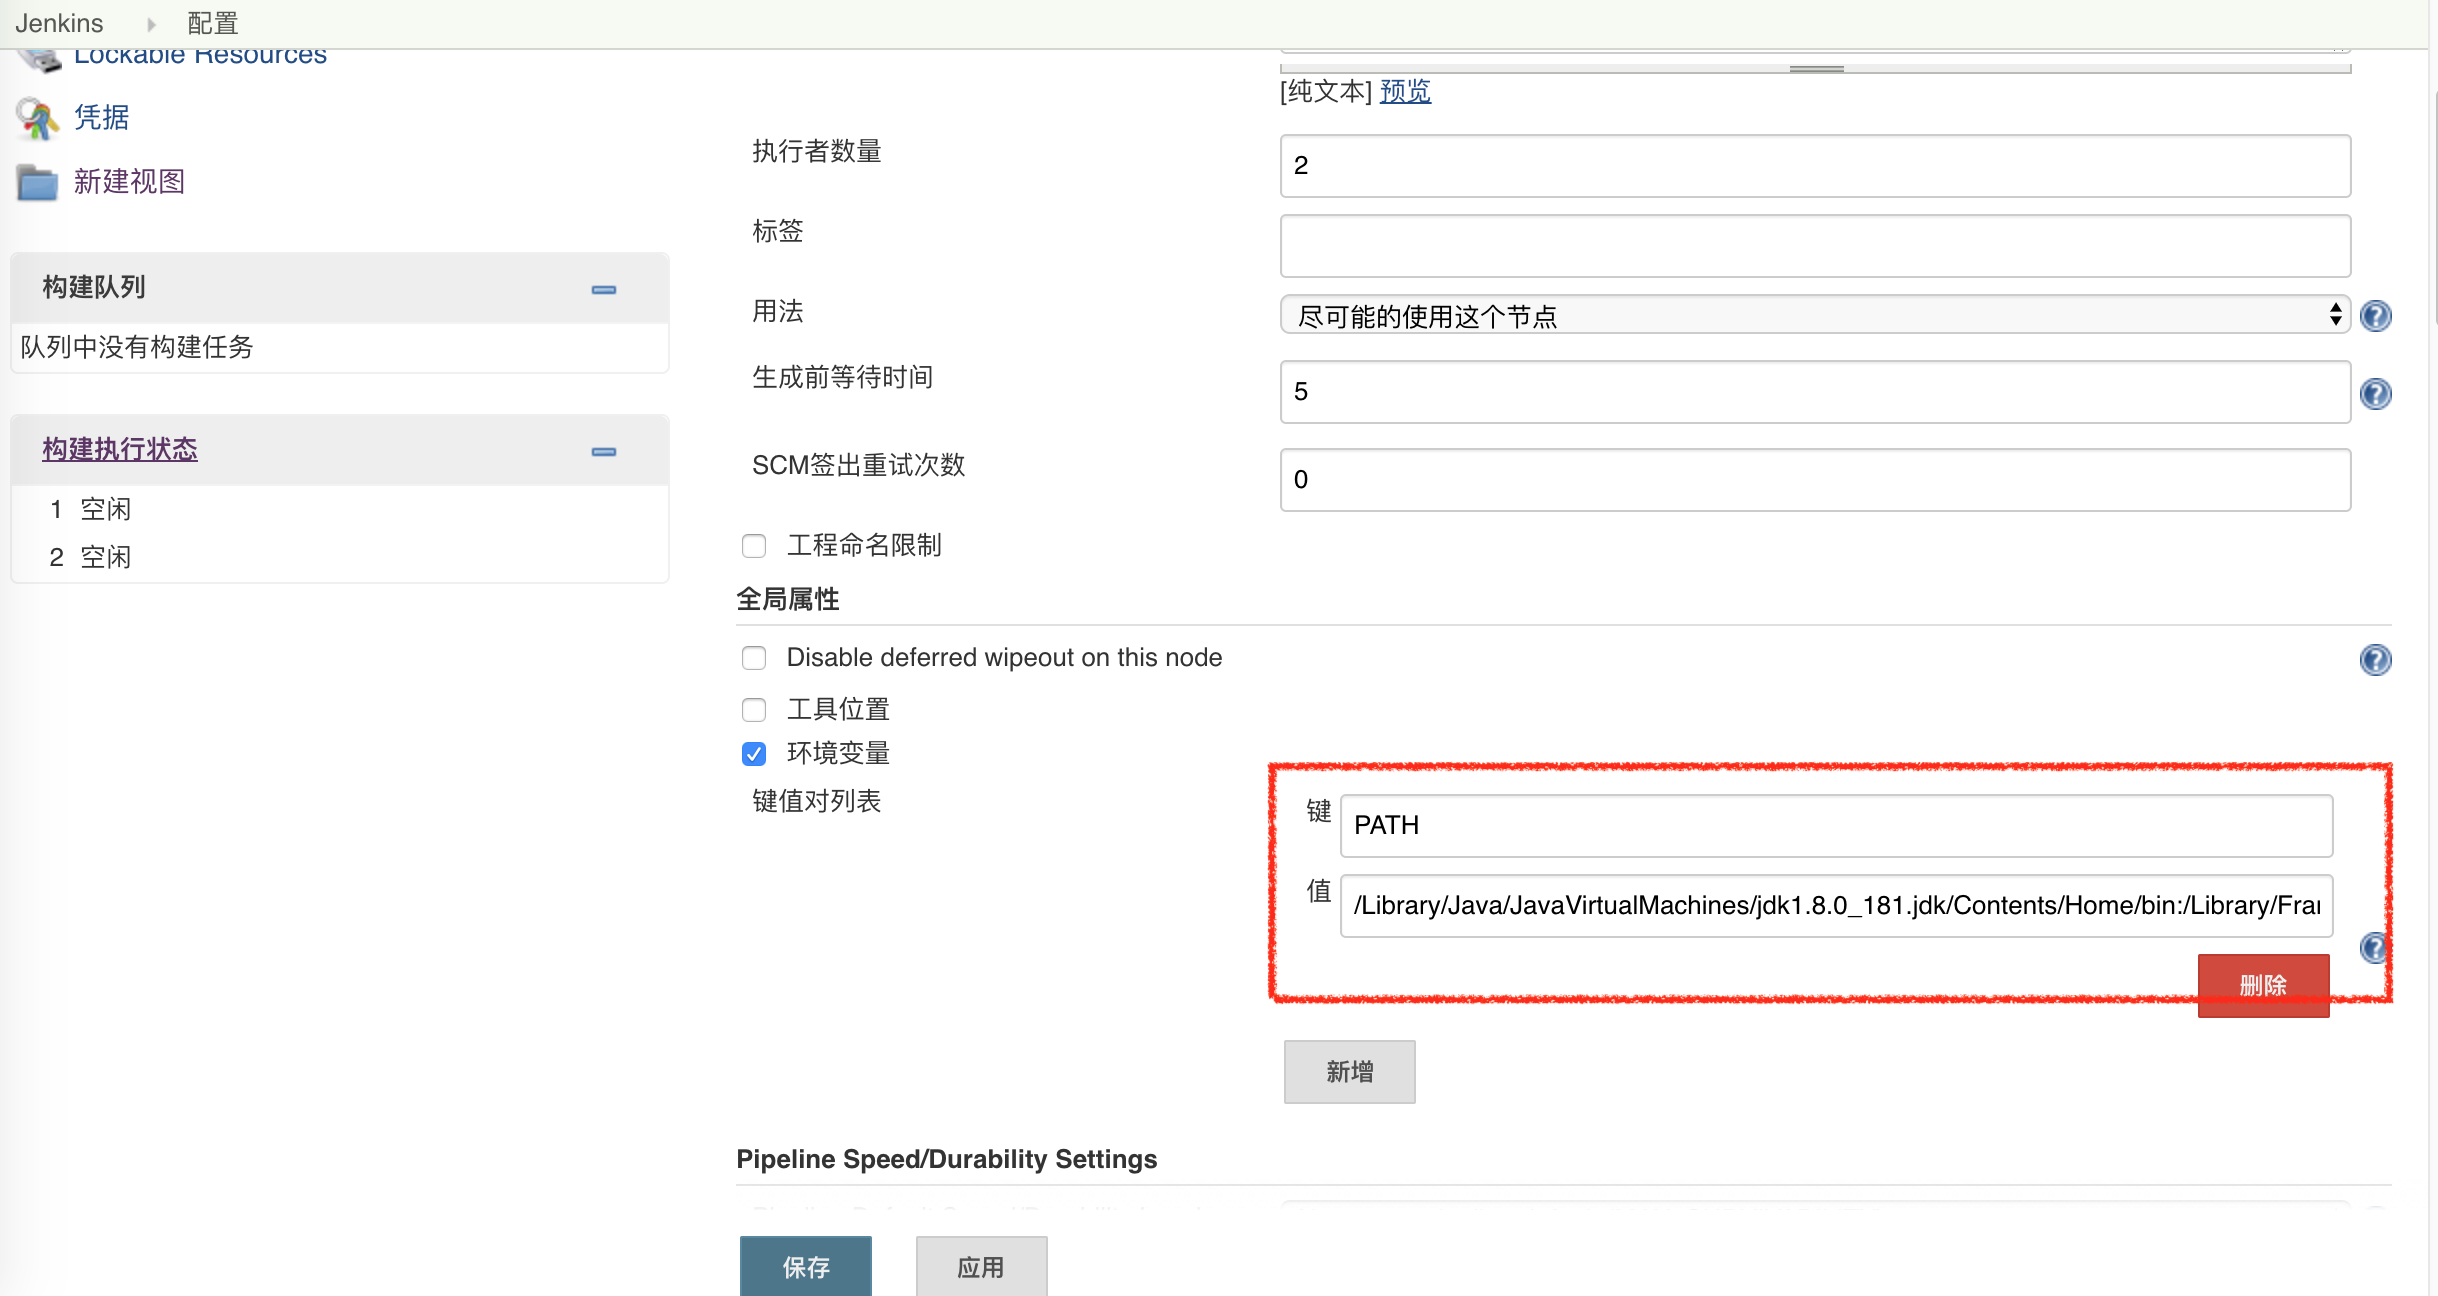 Jenkins 配置
Lockable Resources
凭据
新建视图
构建队列
队列中没有构建任务
构建执行状态
1 空闲
2 空闲
[纯文本] 预览
执行者数量
2
标签
用法
尽可能的使用这个节点
生成前等待时间
5
SCM签出重试次数
0
工程命名限制
全局属性
Disable deferred wipeout on this node
工具位置
环境变量
键值对列表
键
PATH
值
/Library/Java/JavaVirtualMachines/jdk1.8.0_181.jdk/Contents/Home/bin:/Library/Fra
删除
新增
Pipeline Speed/Durability Settings
保存
应用